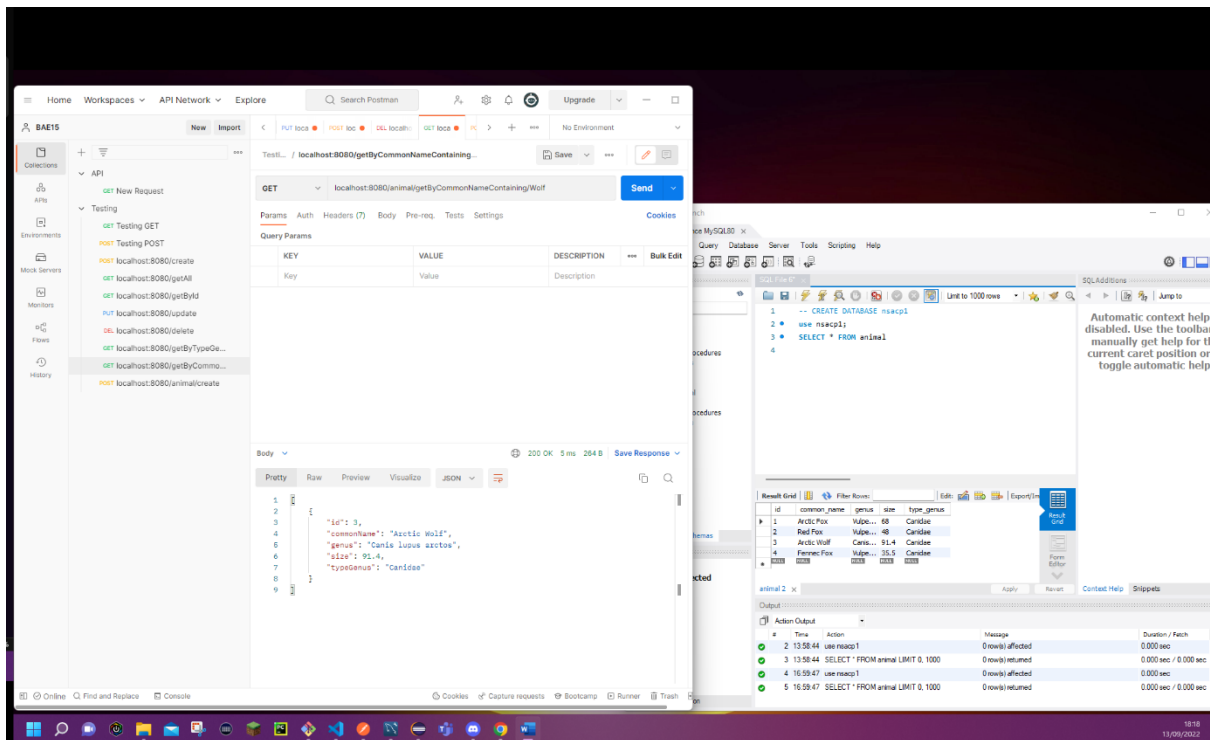 Home Workspaces API Network Explore Search Postman Upgrade
BAE15 New Import PUT loca POST loc DEL localh GET loca No Environment
Collections
APIs
Environments
Mock Servers
Monitors
Flows
History
API
GET New Request
Testing
GET Testing GET
POST Testing POST
POST localhost:8080/create
GET localhost:8080/getAll
GET localhost:8080/getById
PUT localhost:8080/update
DEL localhost:8080/delete
GET localhost:8080/getByTypeGe...
GET localhost:8080/getByCommo...
POST localhost:8080/animal/create
Testi... / localhost:8080/getByCommonNameContaining... Save
GET localhost:8080/animal/getByCommonNameContaining/Wolf Send
Params Auth Headers (7) Body Pre-req. Tests Settings Cookies
Query Params
KEY VALUE DESCRIPTION Bulk Edit
Key Value Description
Body 200 OK 5 ms 264 B Save Response
Pretty Raw Preview Visualize JSON
1 [
2 {
3 "id": 3,
4 "commonName": "Arctic Wolf",
5 "genus": "Canis lupus arctos",
6 "size": 91.4,
7 "typeGenus": "Canidae"
8 }
9 ]
Online Find and Replace Console Cookies Capture requests Bootcamp Runner Trash
nch
ce MySQL80
Query Database Server Tools Scripting Help
Limit to 1000 rows
1 -- CREATE DATABASE nsacp1
2 use nsacp1;
3 SELECT * FROM animal
4
ocedures
ocedures
hemas
ected
on
SQLAdditions
Jump to
Automatic context help
disabled. Use the toolbar
manually get help for th
current caret position or
toggle automatic help
Result Grid Filter Rows: Edit: Export/Im
id common_name genus size type_genus
1 Arctic Fox Vulpe... 68 Canidae
2 Red Fox Vulpe... 48 Canidae
3 Arctic Wolf Canis... 91.4 Canidae
4 Fennec Fox Vulpe... 35.5 Canidae
NULL NULL NULL NULL NULL
Result
Grid
Form
Editor
animal 2 Apply Revert Context Help Snippets
Output
Action Output
# Time Action Message Duration / Fetch
2 13:58:44 use nsacp1 0 row(s) affected 0.000 sec
3 13:58:44 SELECT * FROM animal LIMIT 0, 1000 0 row(s) returned 0.000 sec / 0.000 sec
4 16:59:47 use nsacp1 0 row(s) affected 0.000 sec
5 16:59:47 SELECT * FROM animal LIMIT 0, 1000 0 row(s) returned 0.000 sec / 0.000 sec
18:18
13/09/2022